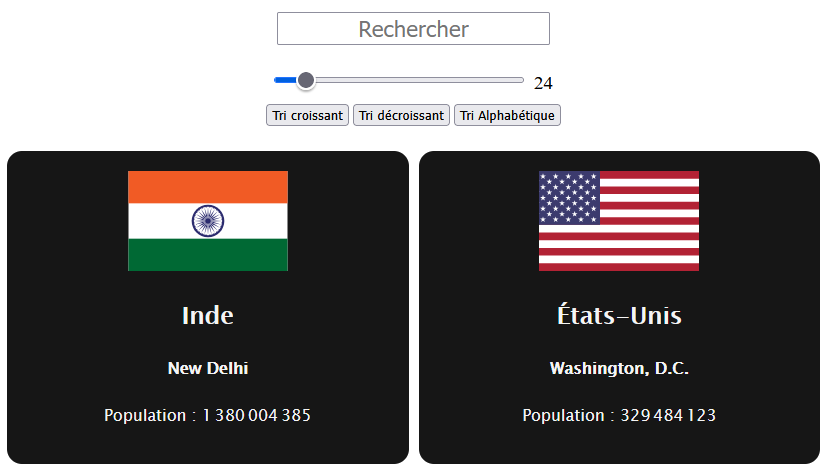 Rechercher
24
Tri croissant Tri décroissant Tri Alphabétique
Inde
New Delhi
Population : 1 380 004 385
États-Unis
Washington, D.C.
Population : 329 484 123